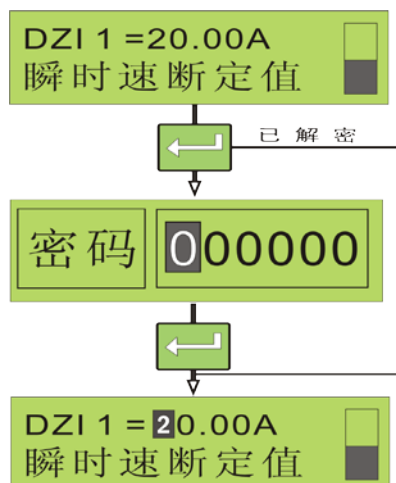 DZI 1 =20.00A
瞬时速断定值
已解密
密码 000000
DZI 1 = 20.00A
瞬时速断定值